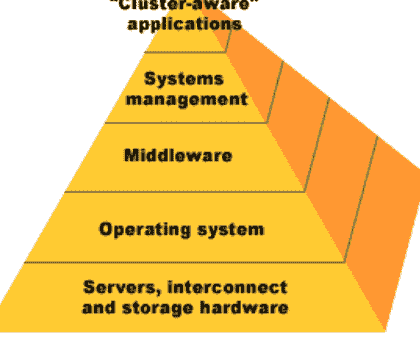 "Cluster-aware"
applications
Systems
management
Middleware
Operating system
Servers, interconnect
and storage hardware